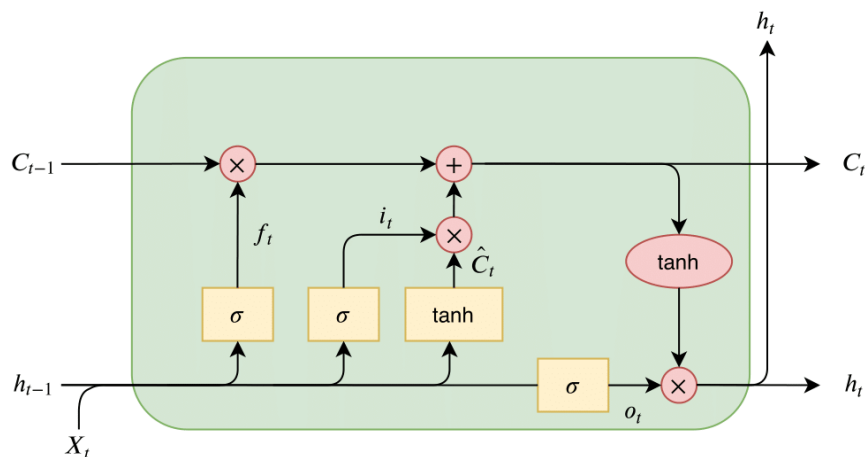 h_t
C_{t-1} × + C_t
f_t i_t × Ĉ_t tanh
σ σ tanh
h_{t-1} σ o_t × h_t
X_t